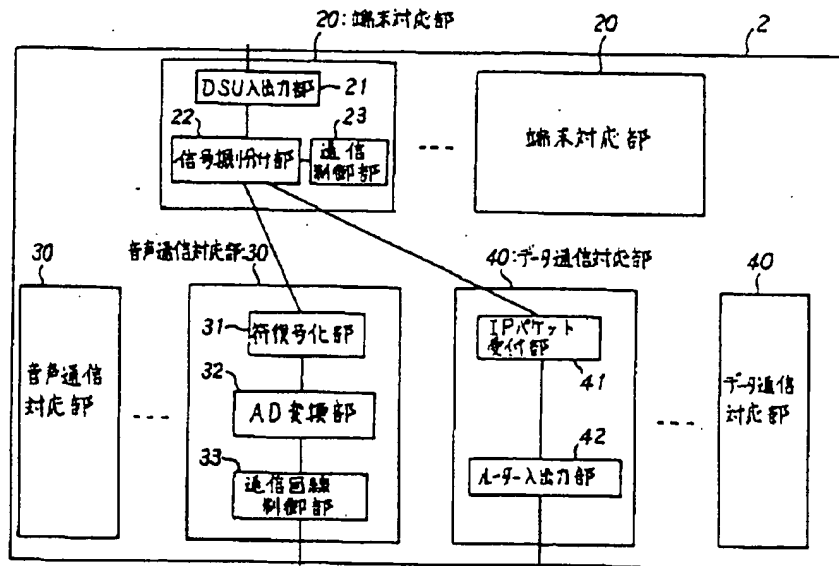 20:端末対応部
20
2
DSU入出力部
21
22
23
信号振分け部
通信
制御部
端末対応部
30
音声通信対応部:30
40:データ通信対応部
40
31
符復号化部
IPパケット
受付部
41
音声通信
対応部
32
AD変換部
データ通信
対応部
42
33
通信回線
制御部
ルーター入出力部